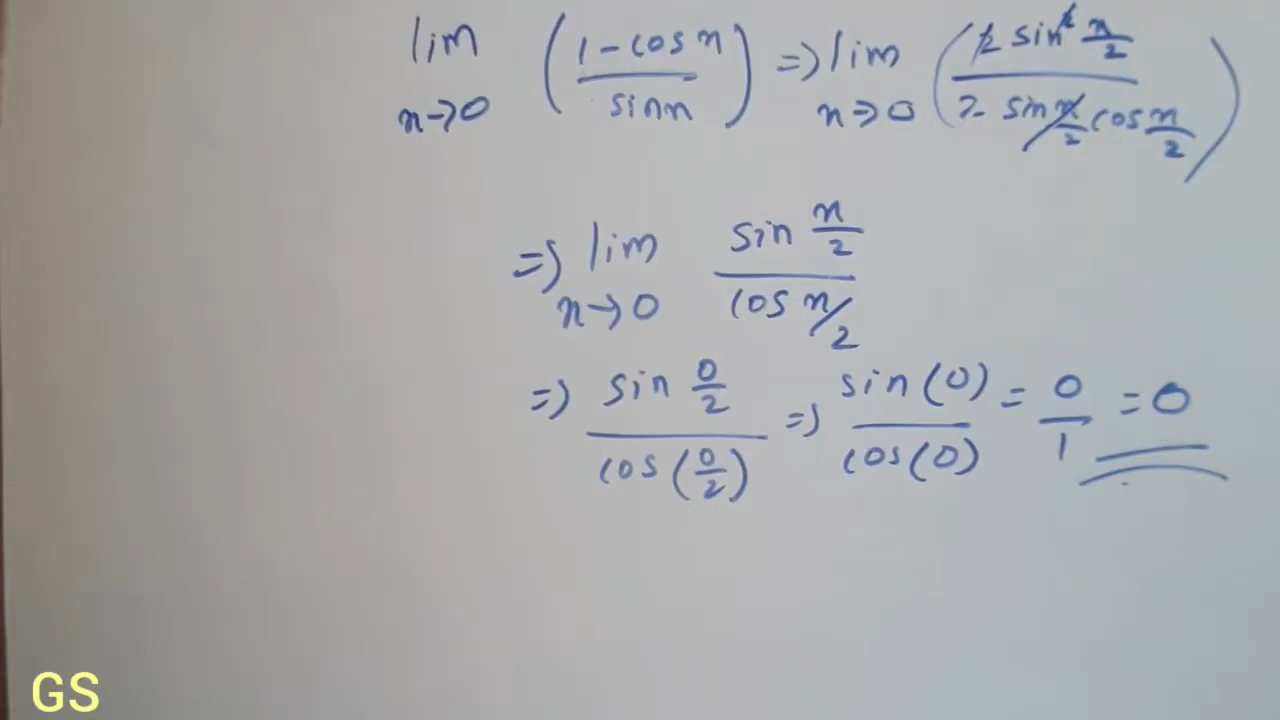 lim n→0 (1-cos n / sin n) => lim n→0 (2 sin² n/2 / 2 sin n/2 cos n/2)
=> lim n→0 sin n/2 / cos n/2
=> sin 0/2 / cos(0/2) => sin(0) / cos(0) = 0/1 = 0
GS